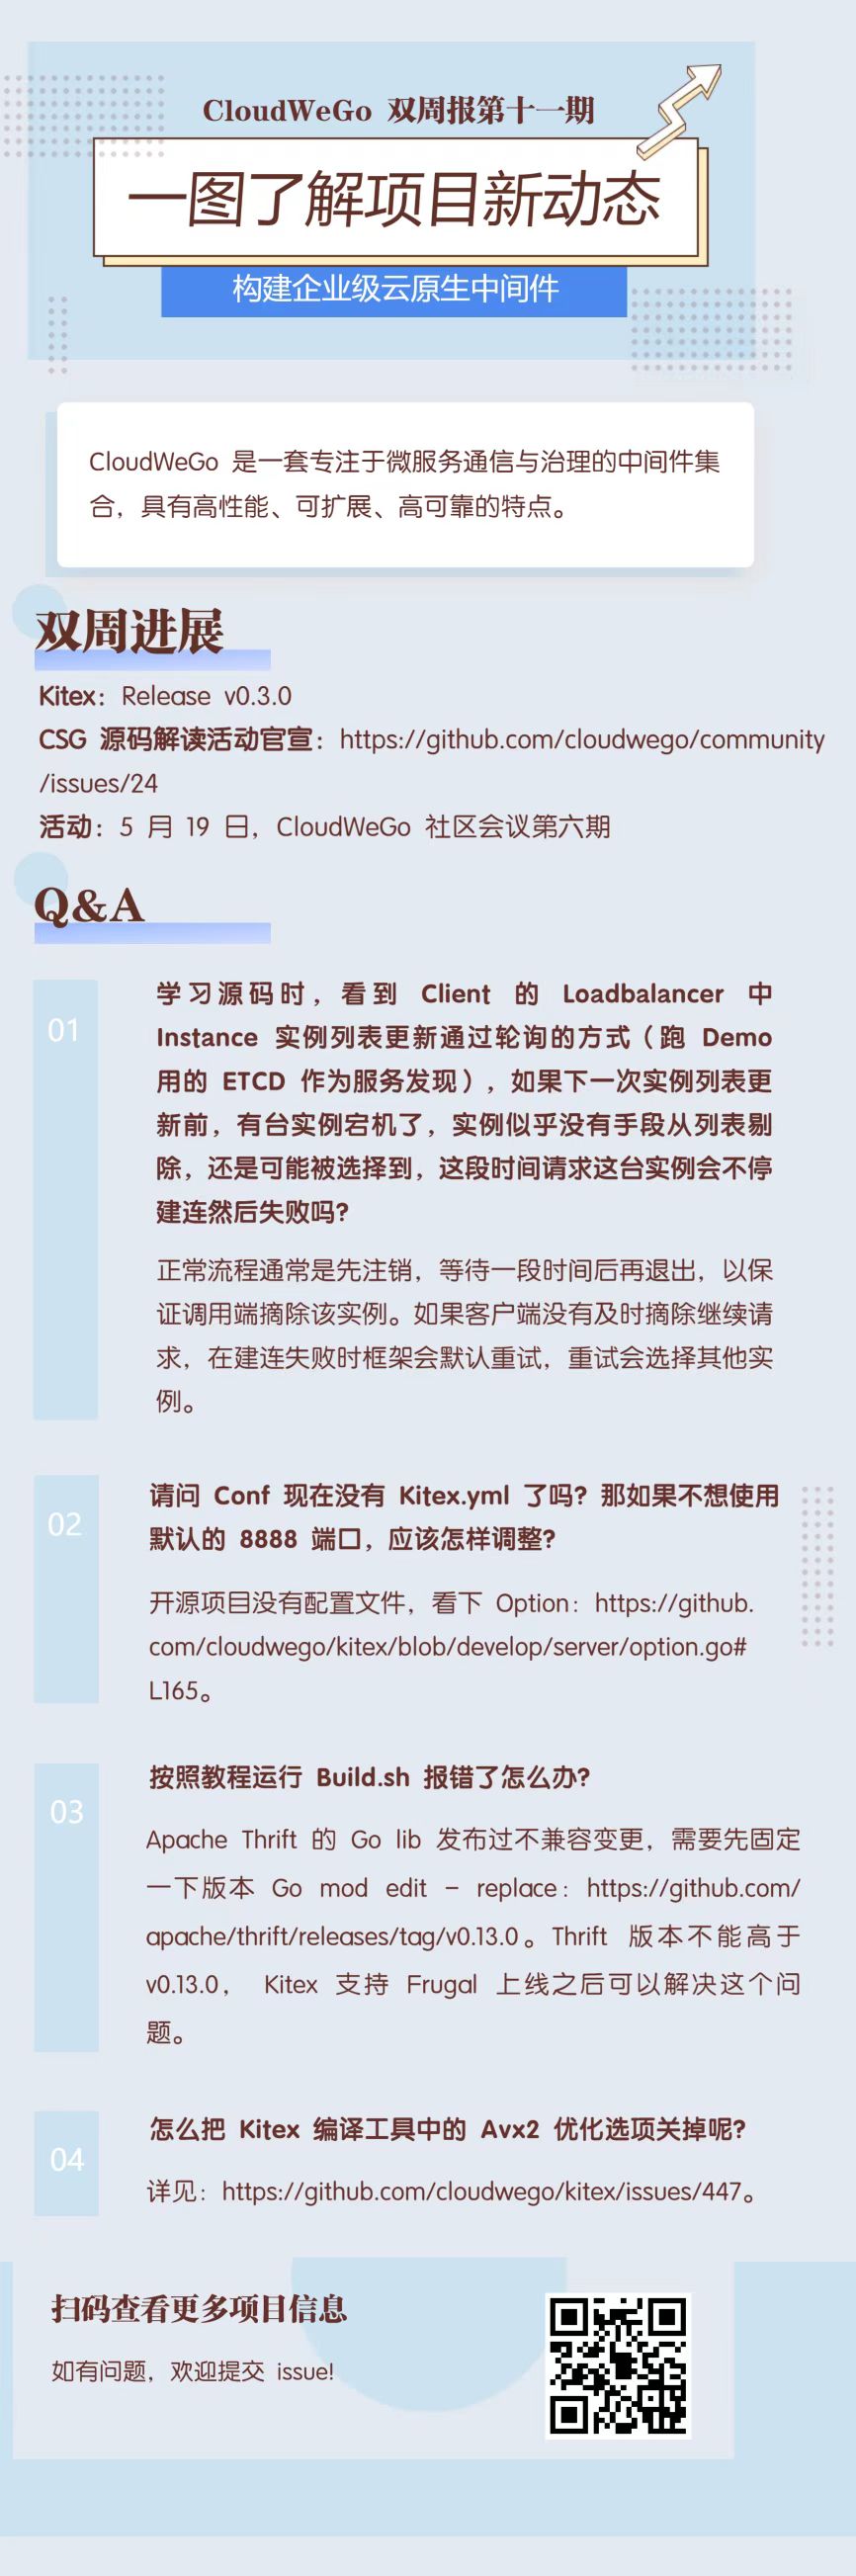 CloudWeGo 双周报第十一期
一图了解项目新动态
构建企业级云原生中间件
CloudWeGo 是一套专注于微服务通信与治理的中间件集
合，具有高性能、可扩展、高可靠的特点。
双周进展
Kitex：Release v0.3.0
CSG 源码解读活动官宣：https://github.com/cloudwego/community
/issues/24
活动：5 月 19 日，CloudWeGo 社区会议第六期
Q&A
01
学习源码时，看到 Client 的 Loadbalancer 中
Instance 实例列表更新通过轮询的方式（跑 Demo
用的 ETCD 作为服务发现），如果下一次实例列表更
新前，有台实例宕机了，实例似乎没有手段从列表剔
除，还是可能被选择到，这段时间请求这台实例会不停
建连然后失败吗?
正常流程通常是先注销，等待一段时间后再退出，以保
证调用端摘除该实例。如果客户端没有及时摘除继续请
求，在建连失败时框架会默认重试，重试会选择其他实
例。
02
请问 Conf 现在没有 Kitex.yml 了吗? 那如果不想使用
默认的 8888 端口，应该怎样调整?
开源项目没有配置文件，看下 Option：https://github.
com/cloudwego/kitex/blob/develop/server/option.go#
L165。
03
按照教程运行 Build.sh 报错了怎么办?
Apache Thrift 的 Go lib 发布过不兼容变更，需要先固定
一下版本 Go mod edit – replace：https://github.com/
apache/thrift/releases/tag/v0.13.0。Thrift 版本不能高于
v0.13.0， Kitex 支持 Frugal 上线之后可以解决这个问
题。
04
怎么把 Kitex 编译工具中的 Avx2 优化选项关掉呢?
详见：https://github.com/cloudwego/kitex/issues/447。
扫码查看更多项目信息
如有问题，欢迎提交 issue!